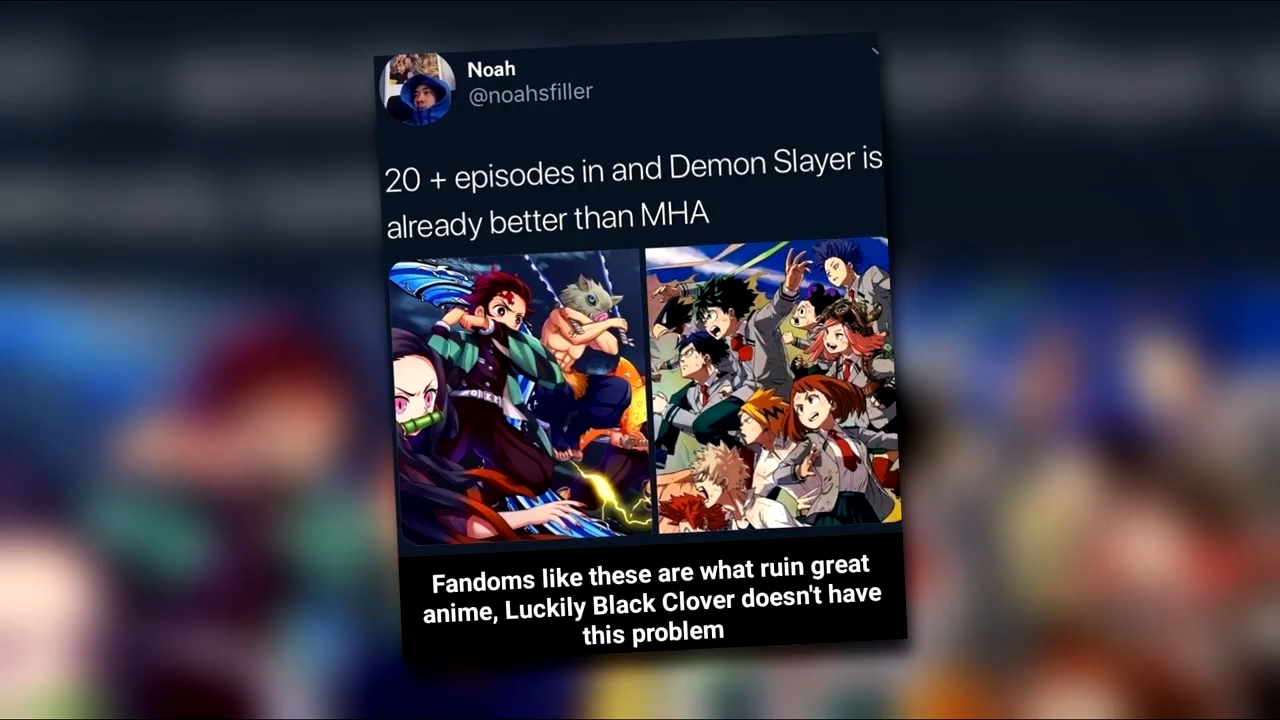 Noah
@noahsfiller
20 + episodes in and Demon Slayer is
already better than MHA
Fandoms like these are what ruin great
anime, Luckily Black Clover doesn't have
this problem